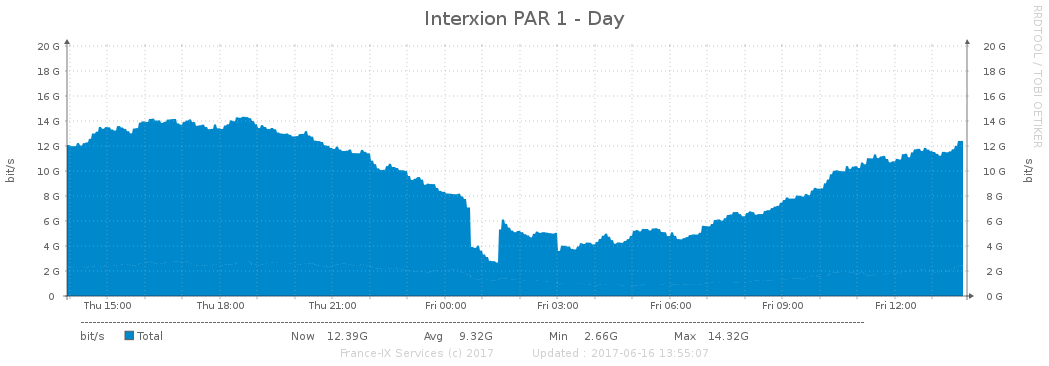 Interxion PAR 1 - Day
RRDTOOL / TOBI OETIKER
20 G 20 G
18 G 18 G
16 G 16 G
14 G 14 G
12 G 12 G
10 G 10 G
8 G 8 G
6 G 6 G
4 G 4 G
2 G 2 G
0 0 G
bit/s
bit/s
Thu 15:00 Thu 18:00 Thu 21:00 Fri 00:00 Fri 03:00 Fri 06:00 Fri 09:00 Fri 12:00
bit/s Total Now 12.39G Avg 9.32G Min 2.66G Max 14.32G
France-IX Services (c) 2017 Updated : 2017-06-16 13:55:07